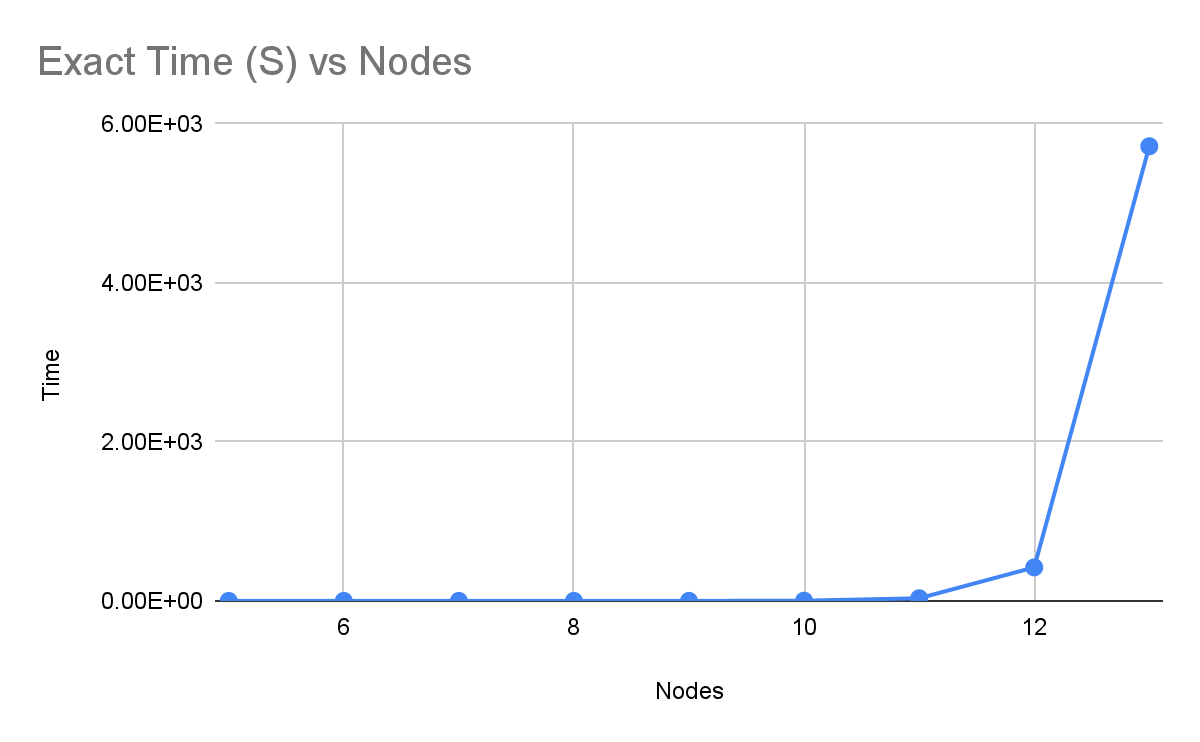 Exact Time (S) vs Nodes
6.00E+03
4.00E+03
2.00E+03
0.00E+00
Time
6 8 10 12
Nodes